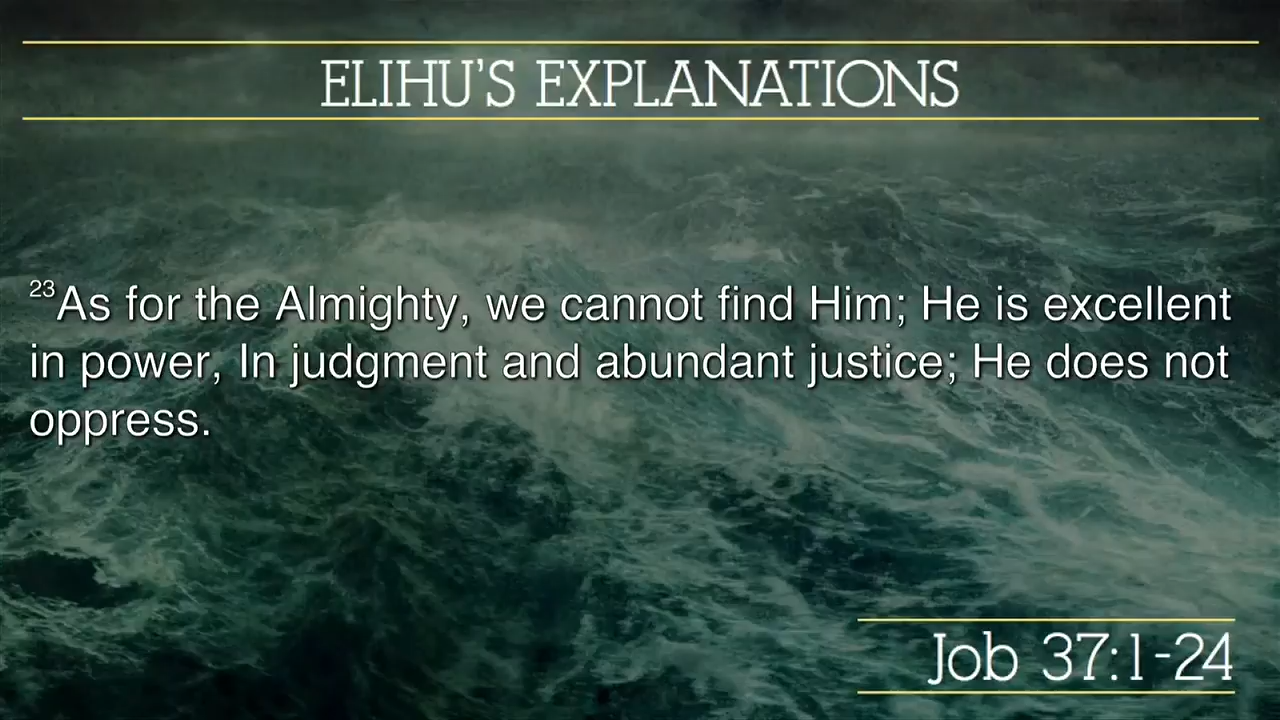 ELIHU'S EXPLANATIONS
23As for the Almighty, we cannot find Him; He is excellent
in power, In judgment and abundant justice; He does not
oppress.
Job 37:1-24